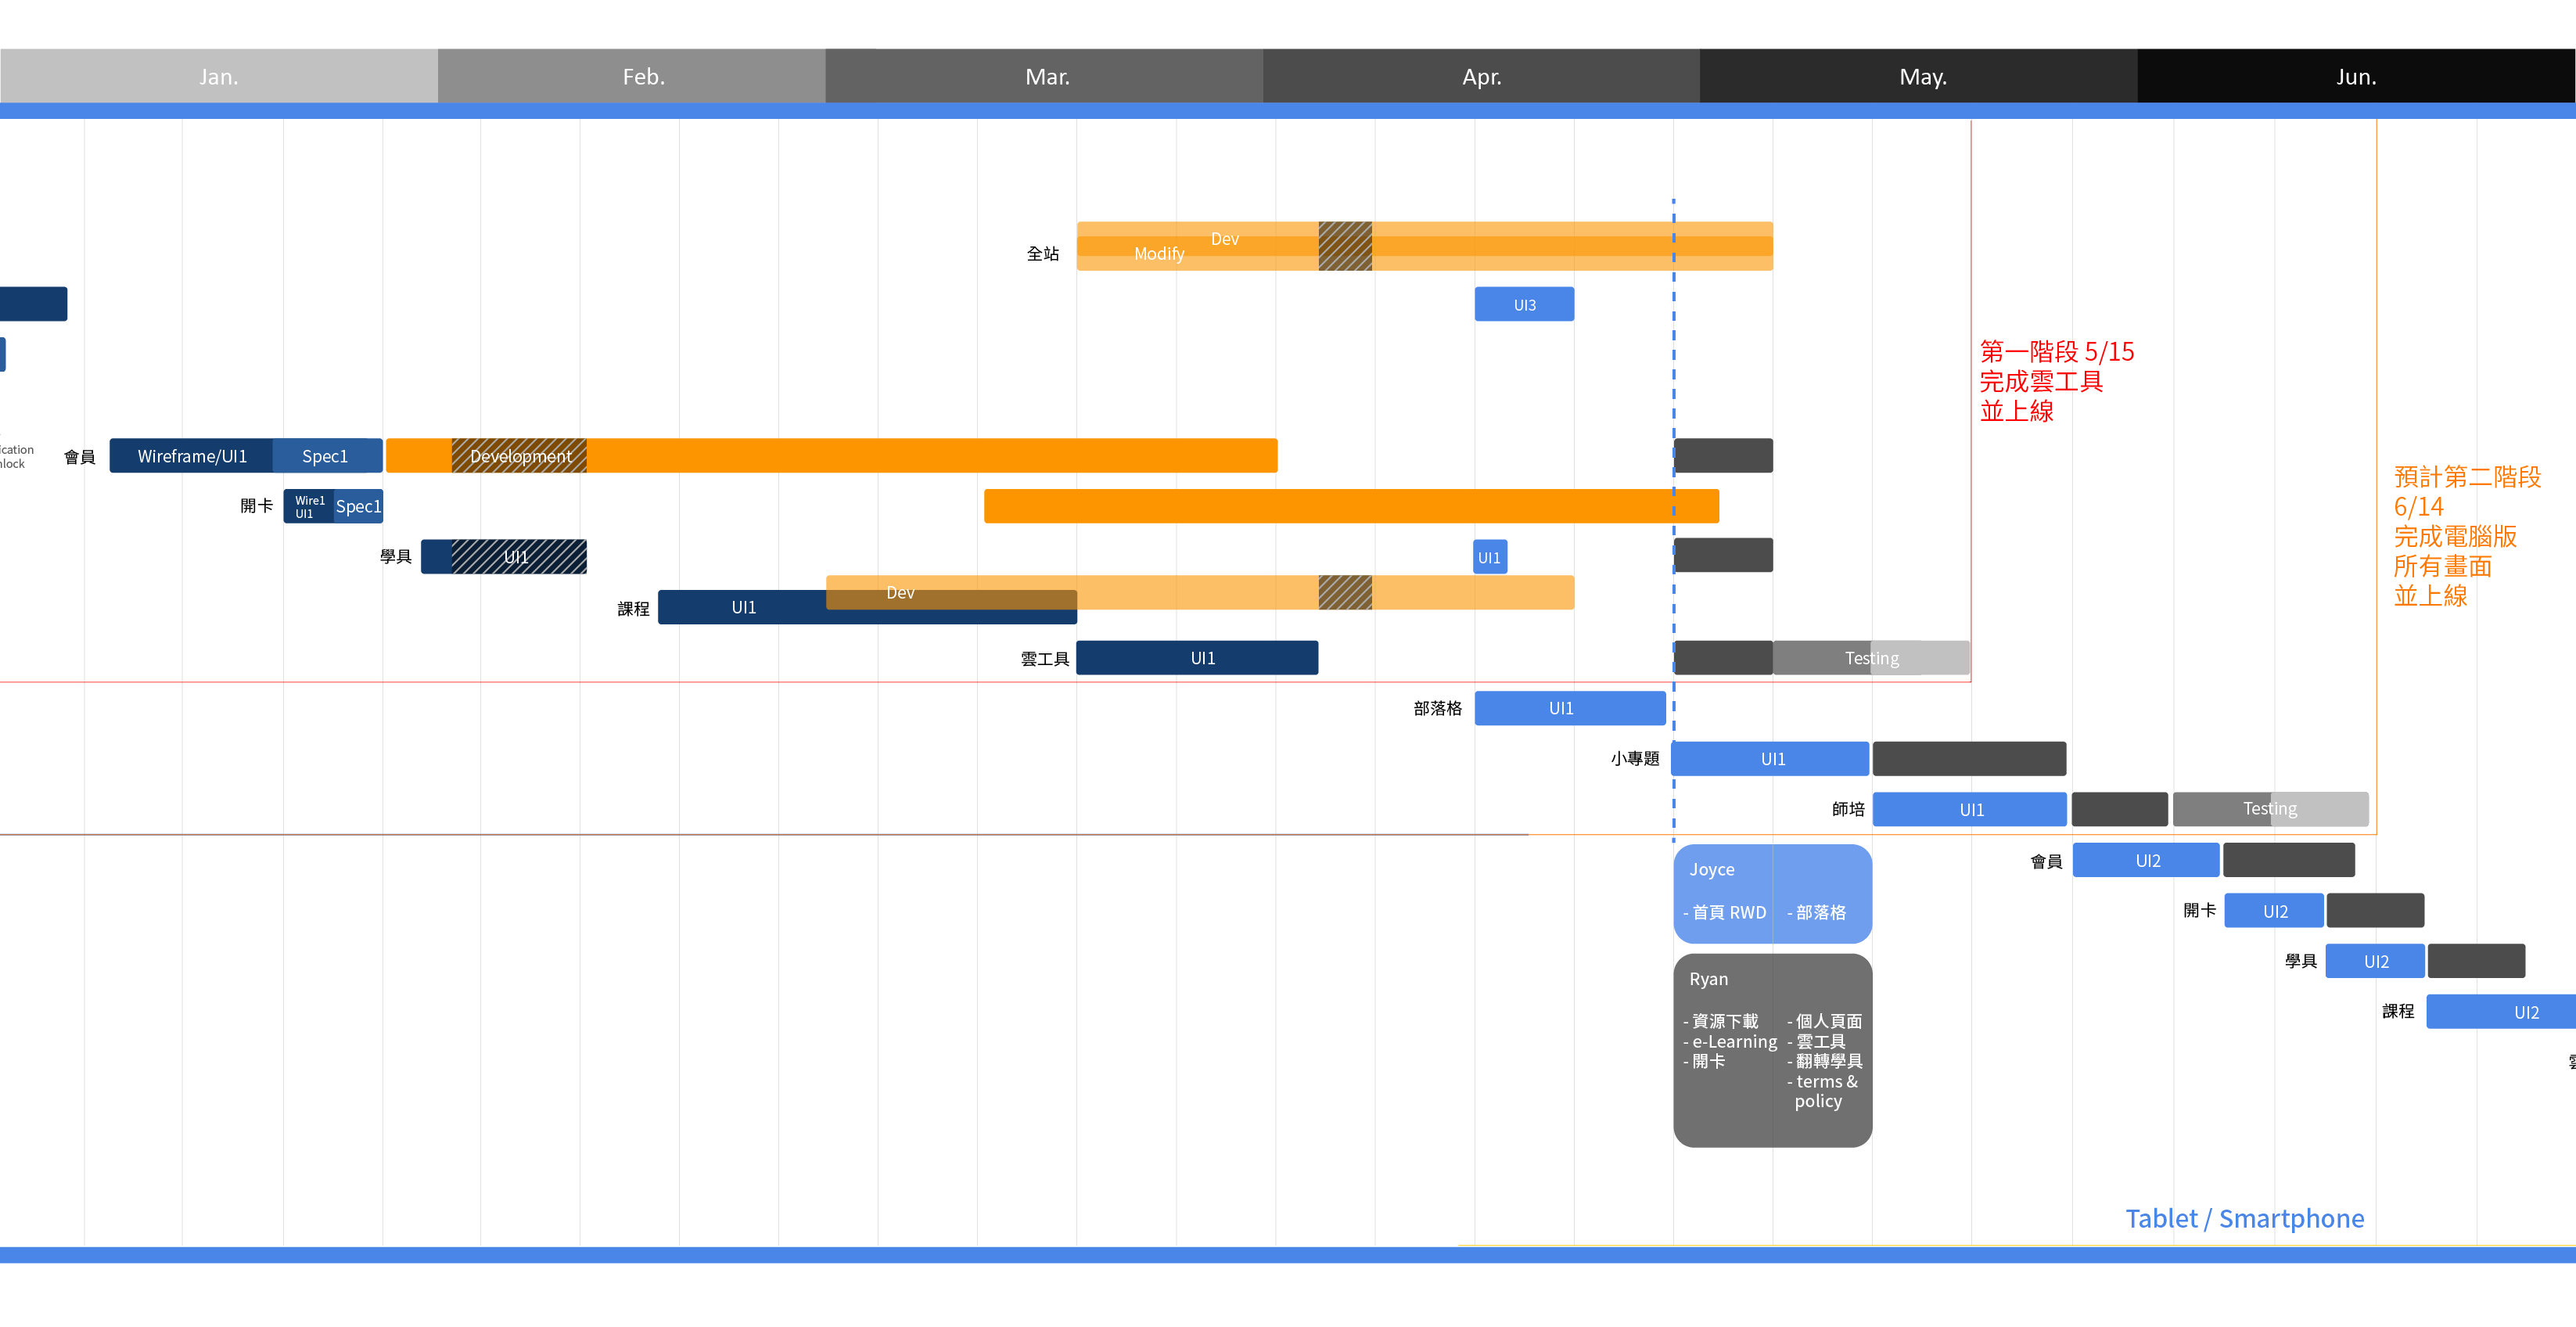 Jan.
Feb.
Mar.
Apr.
May.
Jun.
Dev
全站
Modify
UI3
第一階段 5/15
完成雲工具
並上線
會員
Wireframe/UI1
Spec1
Development
開卡
Wire1
UI1
Spec1
預計第二階段
6/14
完成電腦版
所有畫面
並上線
學具
UI1
UI1
Dev
課程
UI1
雲工具
UI1
Testing
部落格
UI1
小專題
UI1
師培
UI1
Testing
會員
UI2
Joyce
- 首頁 RWD
- 部落格
開卡
UI2
學具
UI2
Ryan
課程
UI2
- 資源下載
- e-Learning
- 開卡
- 個人頁面
- 雲工具
- 翻轉學具
- terms &
policy
Tablet / Smartphone